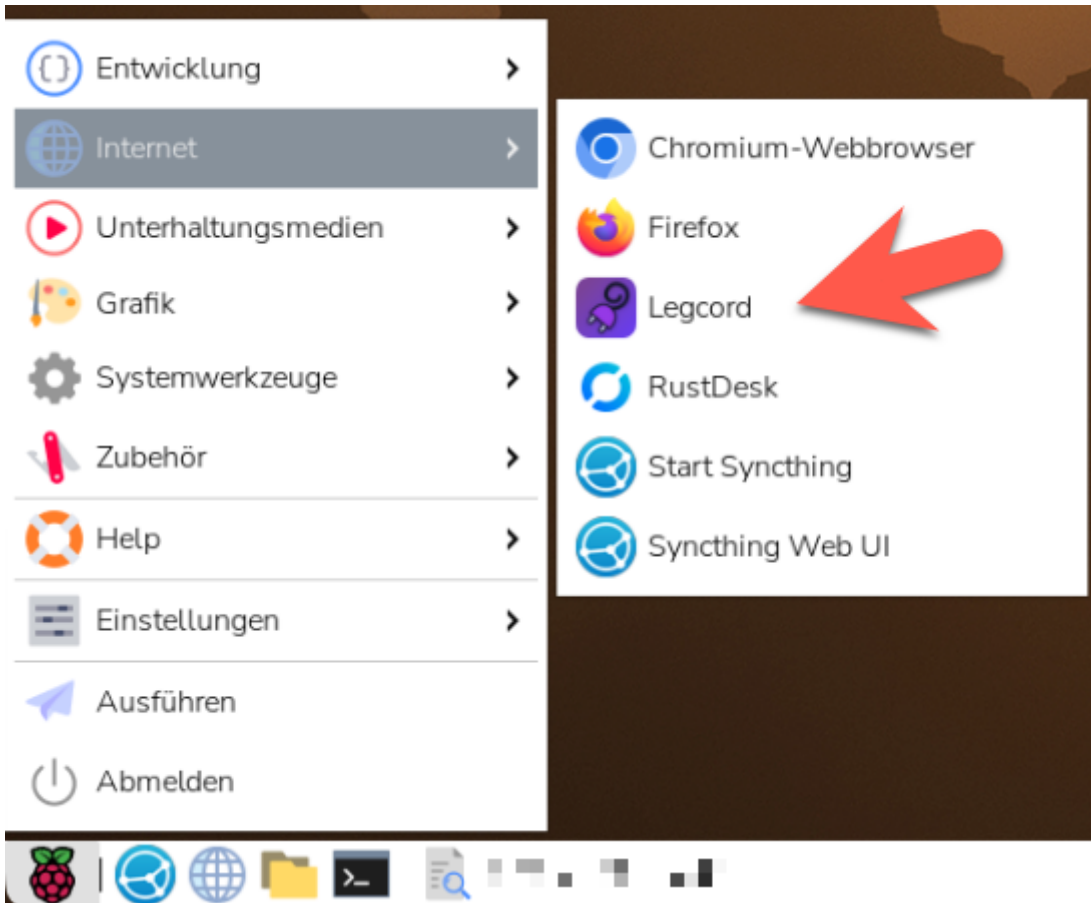 Entwicklung
Internet
Unterhaltungsmedien
Grafik
Systemwerkzeuge
Zubehör
Help
Einstellungen
Ausführen
Abmelden
Chromium-Webbrowser
Firefox
Legcord
RustDesk
Start Syncthing
Syncthing Web UI